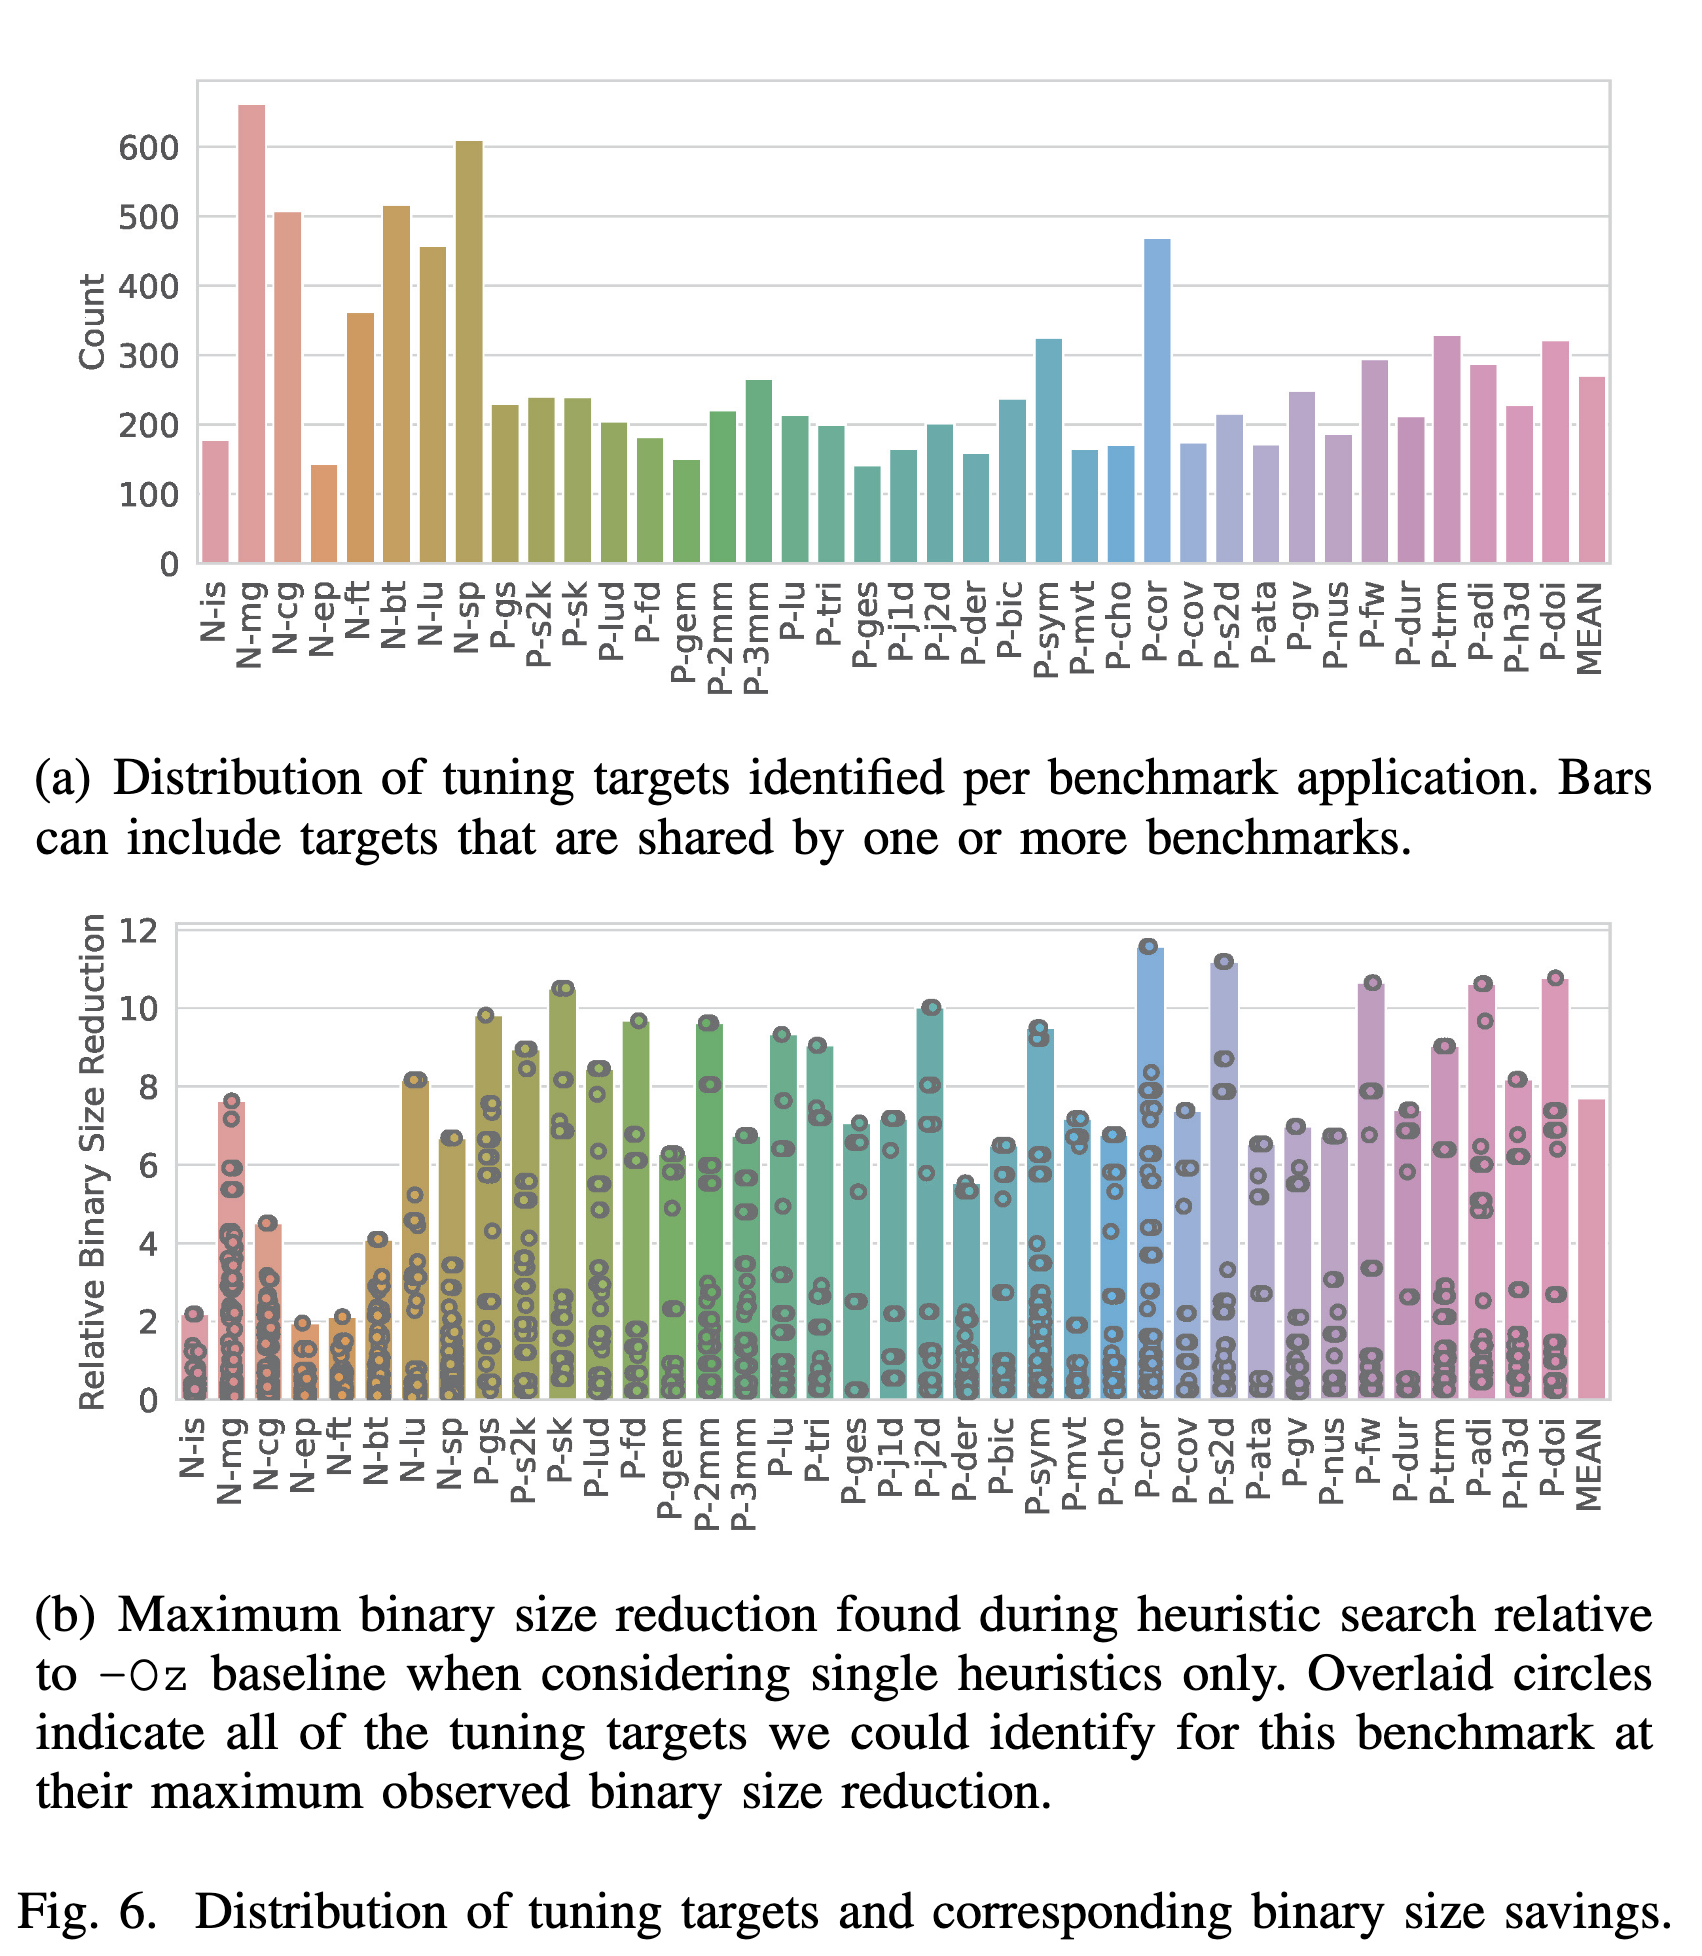 600
500
400
300
200
100
0
Count
N-is N-mg N-cg N-ep N-ft N-bt N-lu N-sp P-gs P-s2k P-sk P-lud P-fd P-gem P-2mm P-3mm P-lu P-tri P-ges P-j1d P-j2d P-der P-bic P-sym P-mvt P-cho P-cor P-cov P-s2d P-ata P-gv P-nus P-fw P-dur P-trm P-adi P-h3d P-doi MEAN
(a) Distribution of tuning targets identified per benchmark application. Bars
can include targets that are shared by one or more benchmarks.
12
10
8
6
4
2
0
Relative Binary Size Reduction
N-is N-mg N-cg N-ep N-ft N-bt N-lu N-sp P-gs P-s2k P-sk P-lud P-fd P-gem P-2mm P-3mm P-lu P-tri P-ges P-j1d P-j2d P-der P-bic P-sym P-mvt P-cho P-cor P-cov P-s2d P-ata P-gv P-nus P-fw P-dur P-trm P-adi P-h3d P-doi MEAN
(b) Maximum binary size reduction found during heuristic search relative
to -Oz baseline when considering single heuristics only. Overlaid circles
indicate all of the tuning targets we could identify for this benchmark at
their maximum observed binary size reduction.
Fig. 6. Distribution of tuning targets and corresponding binary size savings.